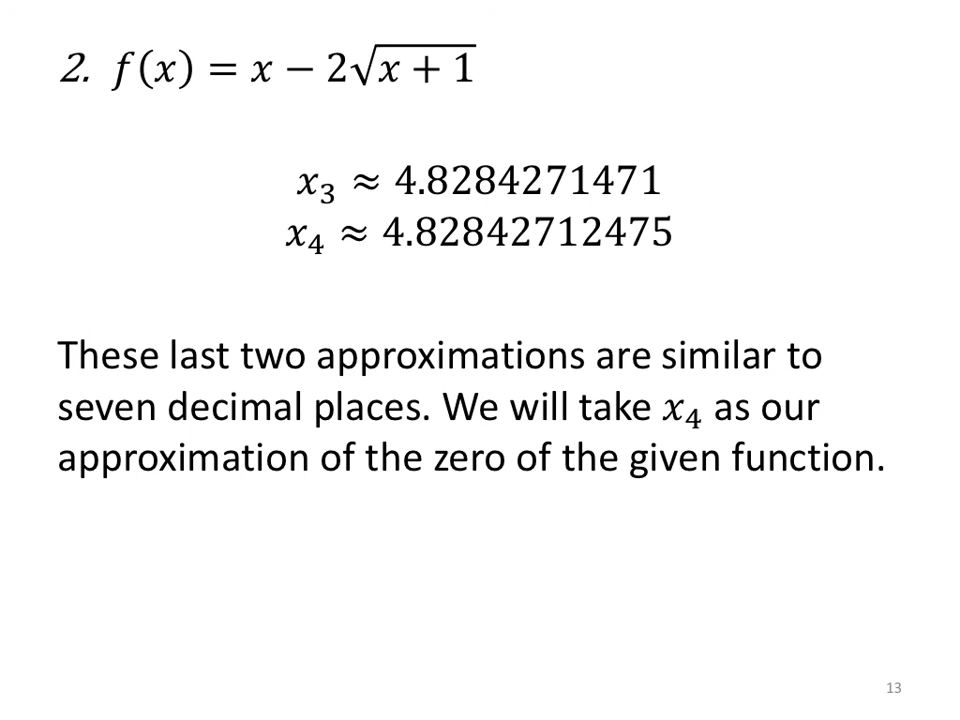 2. f(x) = x − 2√(x + 1)
x₃ ≈ 4.8284271471
x₄ ≈ 4.82842712475
These last two approximations are similar to
seven decimal places. We will take x₄ as our
approximation of the zero of the given function.
13